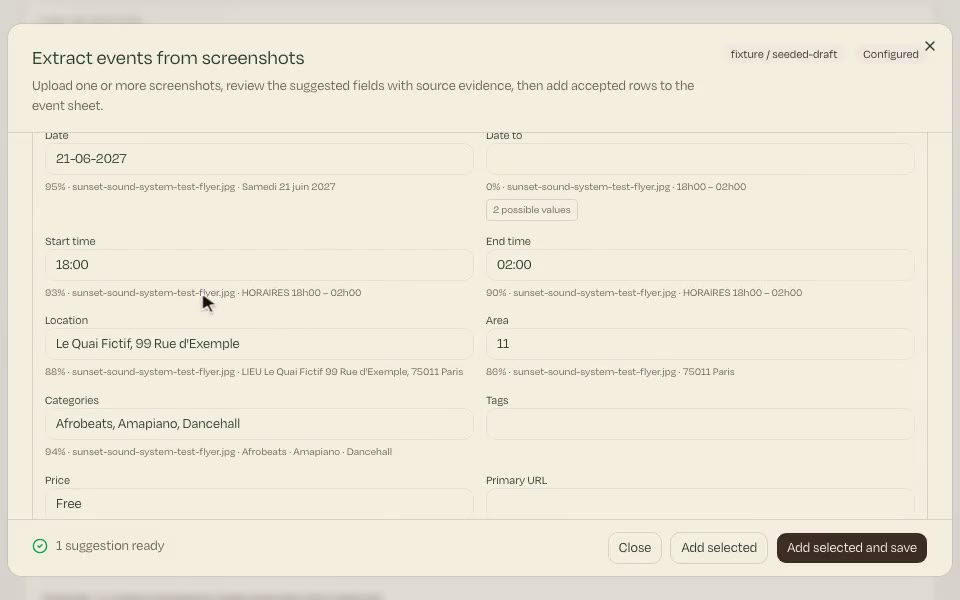 Extract events from screenshots
fixture / seeded-draft
Configured
Upload one or more screenshots, review the suggested fields with source evidence, then add accepted rows to the
event sheet.
Date
Date to
21-06-2027
95% · sunset-sound-system-test-flyer.jpg · Samedi 21 juin 2027
0% · sunset-sound-system-test-flyer.jpg · 18h00 – 02h00
2 possible values
Start time
End time
18:00
02:00
93% · sunset-sound-system-test-flyer.jpg · HORAIRES 18h00 – 02h00
90% · sunset-sound-system-test-flyer.jpg · HORAIRES 18h00 – 02h00
Location
Area
Le Quai Fictif, 99 Rue d'Exemple
11
88% · sunset-sound-system-test-flyer.jpg · LIEU Le Quai Fictif 99 Rue d'Exemple, 75011 Paris
86% · sunset-sound-system-test-flyer.jpg · 75011 Paris
Categories
Tags
Afrobeats, Amapiano, Dancehall
94% · sunset-sound-system-test-flyer.jpg · Afrobeats · Amapiano · Dancehall
Price
Primary URL
Free
1 suggestion ready
Close
Add selected
Add selected and save